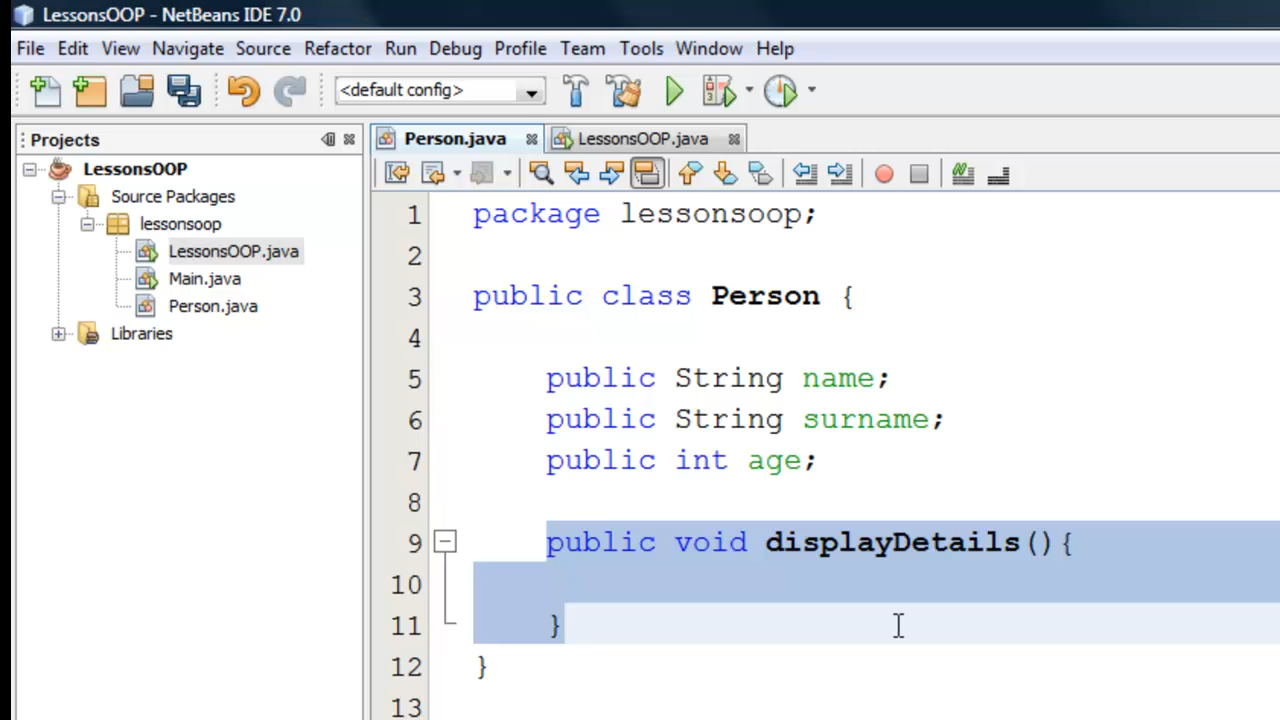 LessonsOOP - NetBeans IDE 7.0
File Edit View Navigate Source Refactor Run Debug Profile Team Tools Window Help
<default config>
Projects
Person.java
LessonsOOP.java
LessonsOOP
Source Packages
lessonsoop
LessonsOOP.java
Main.java
Person.java
Libraries
1 package lessonsoop;
2
3 public class Person {
4
5 public String name;
6 public String surname;
7 public int age;
8
9 public void displayDetails(){
10
11 }
12 }
13